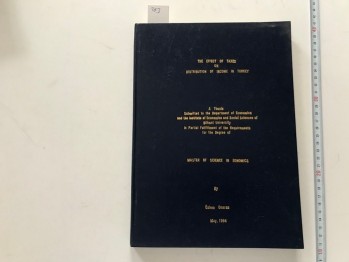 THE EFFECT OF TAXES
ON
DISTRIBUTION OF INCOME IN TURKEY
A Thesis
Submitted to the Department of Economics
and the Institute of Economics and Social Sciences of
Bilkent University
In Partial Fulfillment of the Requirements
for the Degree of
MASTER OF SCIENCE IN ECONOMICS
By
May, 1994